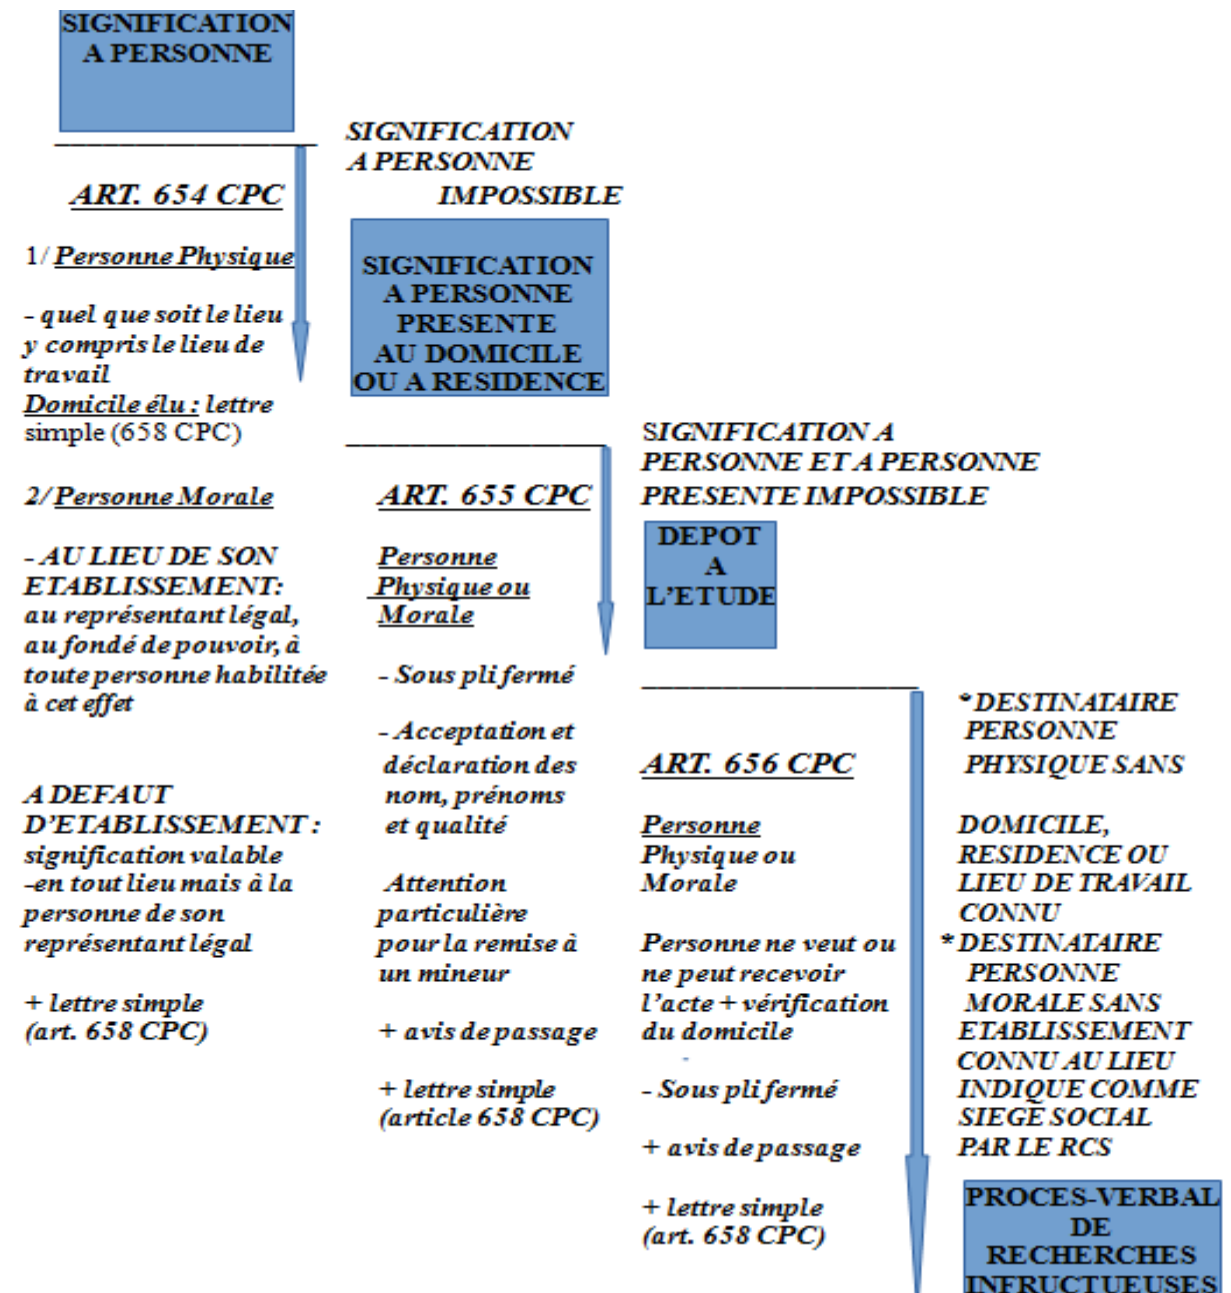 SIGNIFICATION
A PERSONNE
ART. 654 CPC
1/ Personne Physique
- quel que soit le lieu
y compris le lieu de
travail
Domicile élu : lettre
simple (658 CPC)
2/ Personne Morale
- AU LIEU DE SON
ETABLISSEMENT:
au représentant légal,
au fondé de pouvoir, à
toute personne habilitée
à cet effet
A DEFAUT
D’ETABLISSEMENT :
signification valable
-en tout lieu mais à la
personne de son
représentant légal
+ lettre simple
(art. 658 CPC)
SIGNIFICATION
A PERSONNE
IMPOSSIBLE
SIGNIFICATION
A PERSONNE
PRESENTE
AU DOMICILE
OU A RESIDENCE
ART. 655 CPC
Personne
Physique ou
Morale
- Sous pli fermé
- Acceptation et
déclaration des
nom, prénoms
et qualité
Attention
particulière
pour la remise à
un mineur
+ avis de passage
+ lettre simple
(article 658 CPC)
SIGNIFICATION A
PERSONNE ET A PERSONNE
PRESENTE IMPOSSIBLE
DEPOT
A
L’ETUDE
ART. 656 CPC
Personne
Physique ou
Morale
Personne ne veut ou
ne peut recevoir
l’acte + vérification
du domicile
- Sous pli fermé
+ avis de passage
+ lettre simple
(art. 658 CPC)
* DESTINATAIRE
PERSONNE
PHYSIQUE SANS
DOMICILE,
RESIDENCE OU
LIEU DE TRAVAIL
CONNU
* DESTINATAIRE
PERSONNE
MORALE SANS
ETABLISSEMENT
CONNU AU LIEU
INDIQUE COMME
SIEGE SOCIAL
PAR LE RCS
PROCES-VERBAL
DE
RECHERCHES
INFRUCTUEUSES